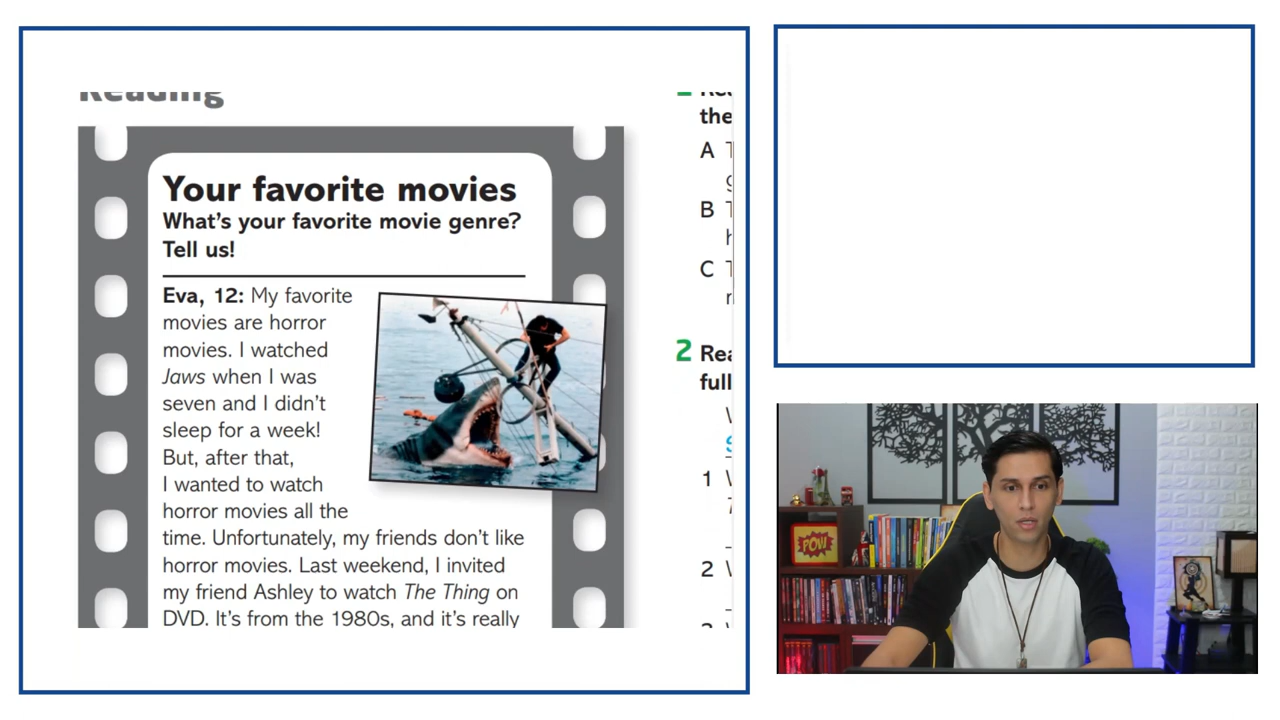 Reading
Your favorite movies
What's your favorite movie genre?
Tell us!
Eva, 12: My favorite
movies are horror
movies. I watched
Jaws when I was
seven and I didn't
sleep for a week!
But, after that,
I wanted to watch
horror movies all the
time. Unfortunately, my friends don't like
horror movies. Last weekend, I invited
my friend Ashley to watch The Thing on
DVD. It's from the 1980s, and it's really
the
A
B
C
2
full
1
2
POW!